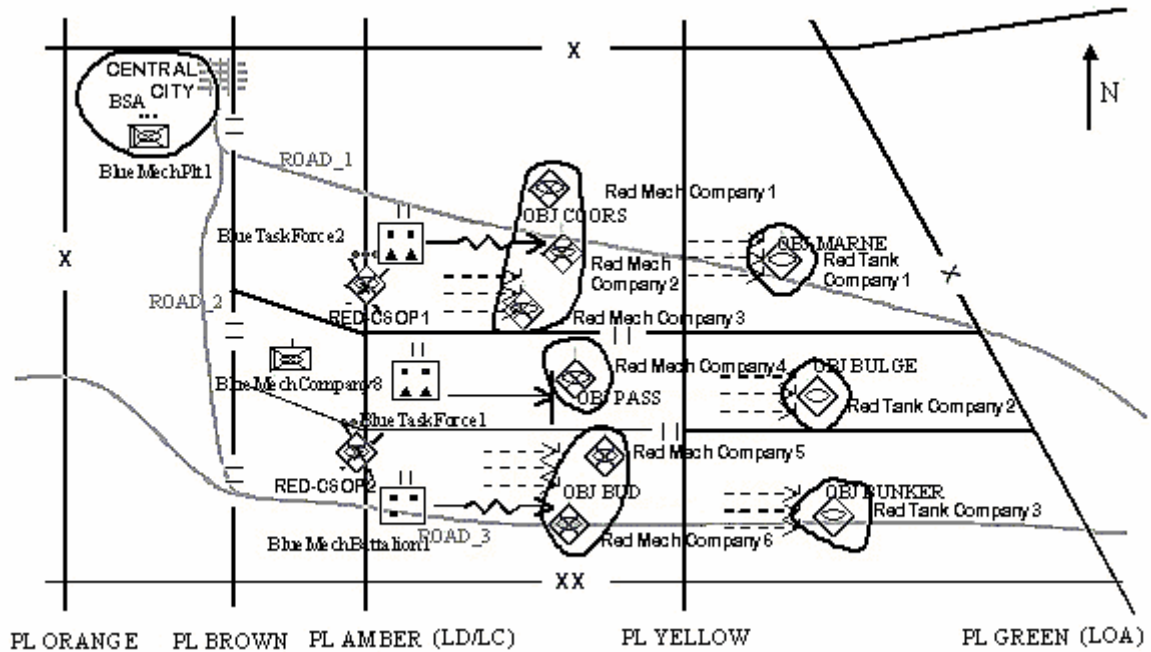 X
CENTRAL
CITY
BSA
N
BlueMechPlt1
ROAD_1
Red Mech Company 1
OBJ COORS
BlueTaskForce2
OBJ MARNE
X
Red Mech
Company 2
Red Tank
Company 1
X
ROAD_2
RED-CSOP1
Red Mech Company 3
Red Mech Company4
OBJ BULGE
BlueMechCompany8
OBJ PASS
Red Tank Company 2
BlueTaskForce1
Red Mech Company 5
RED-CSOP2
OBJ BUD
OBJ BUNKER
Red Tank Company 3
BlueMechBattalion1
ROAD_3
Red Mech Company 6
XX
PL ORANGE
PL BROWN
PL AMBER (LD/LC)
PL YELLOW
PL GREEN (LOA)